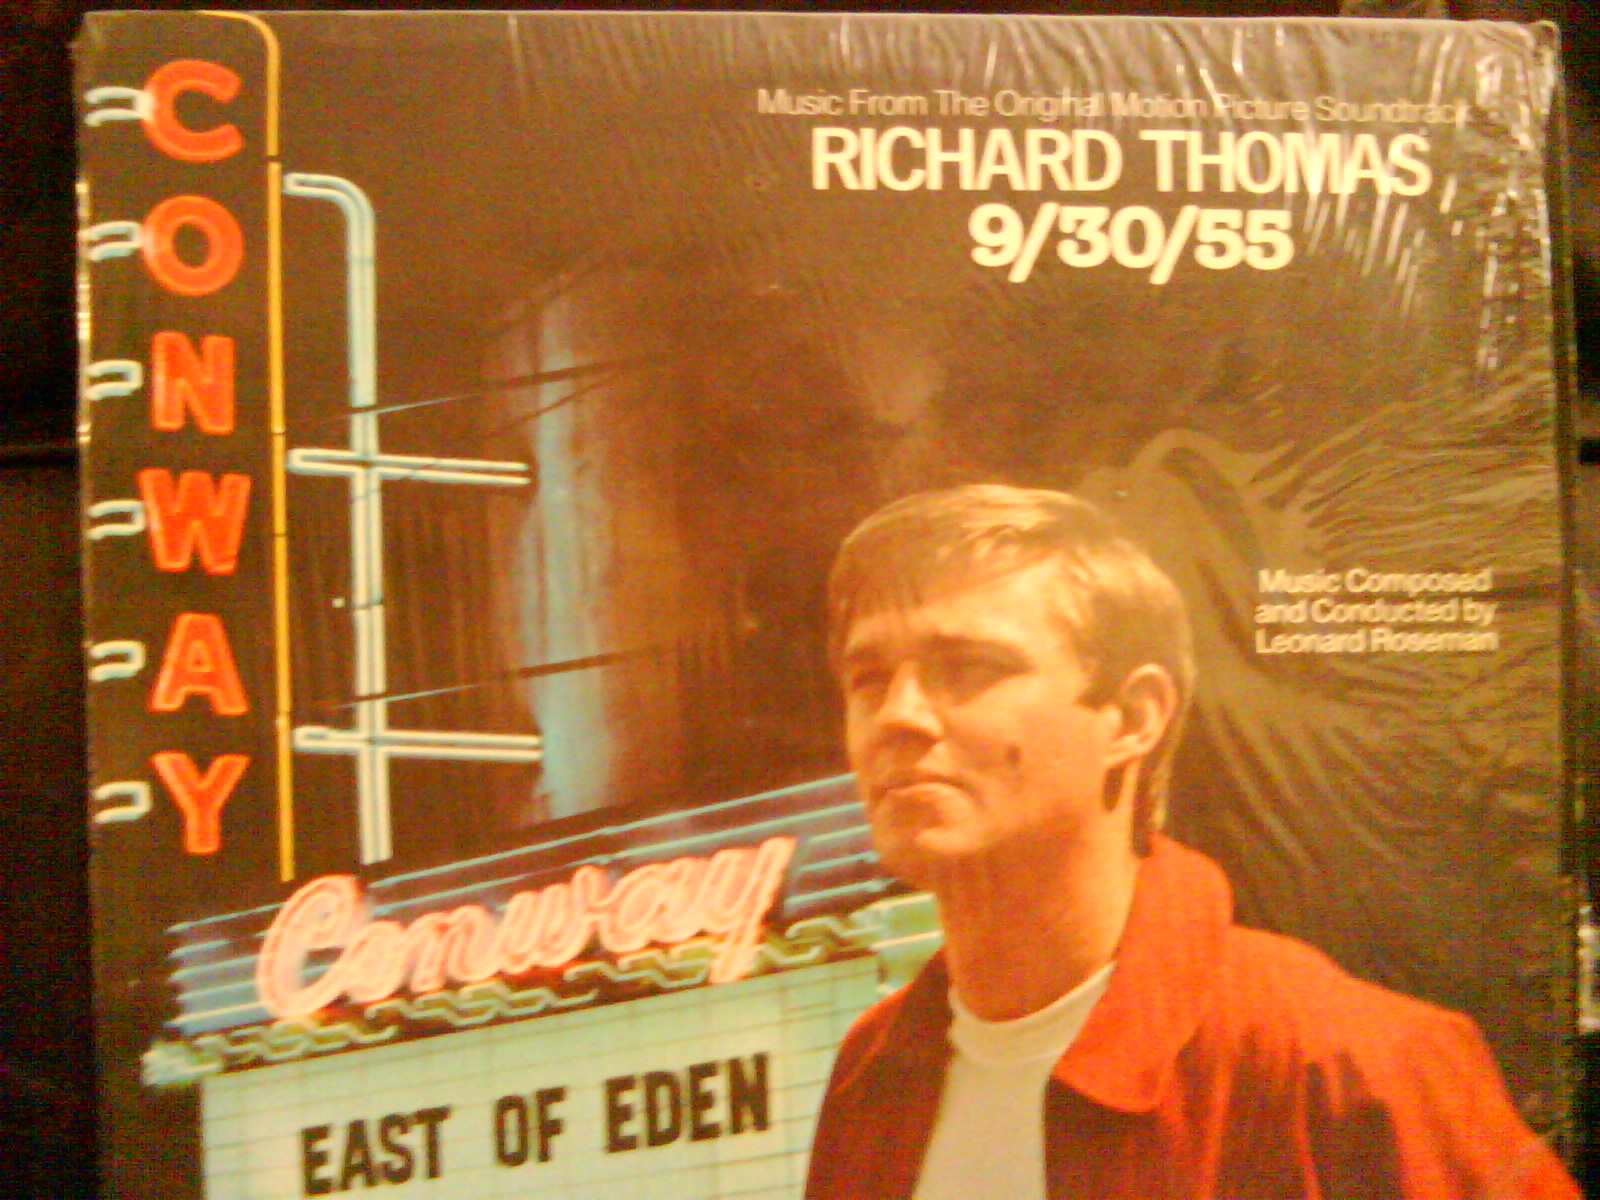 CONWAY
Music From The Original Motion Picture Soundtrack
RICHARD THOMAS
9/30/55
Music Composed
and Conducted by
Leonard Roseman
Conway
EAST OF EDEN